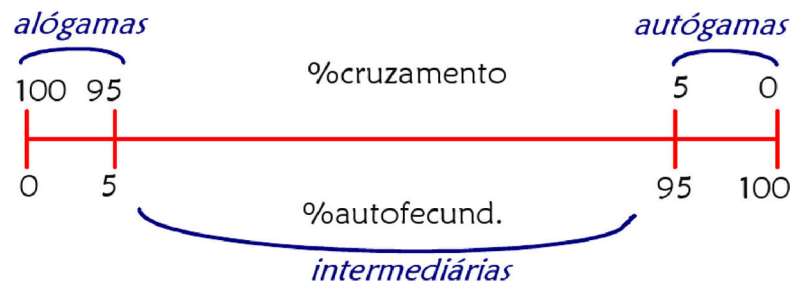 alógamas autógamas
100 95 %cruzamento 5 0
0 5 %autofecund. 95 100
intermediárias